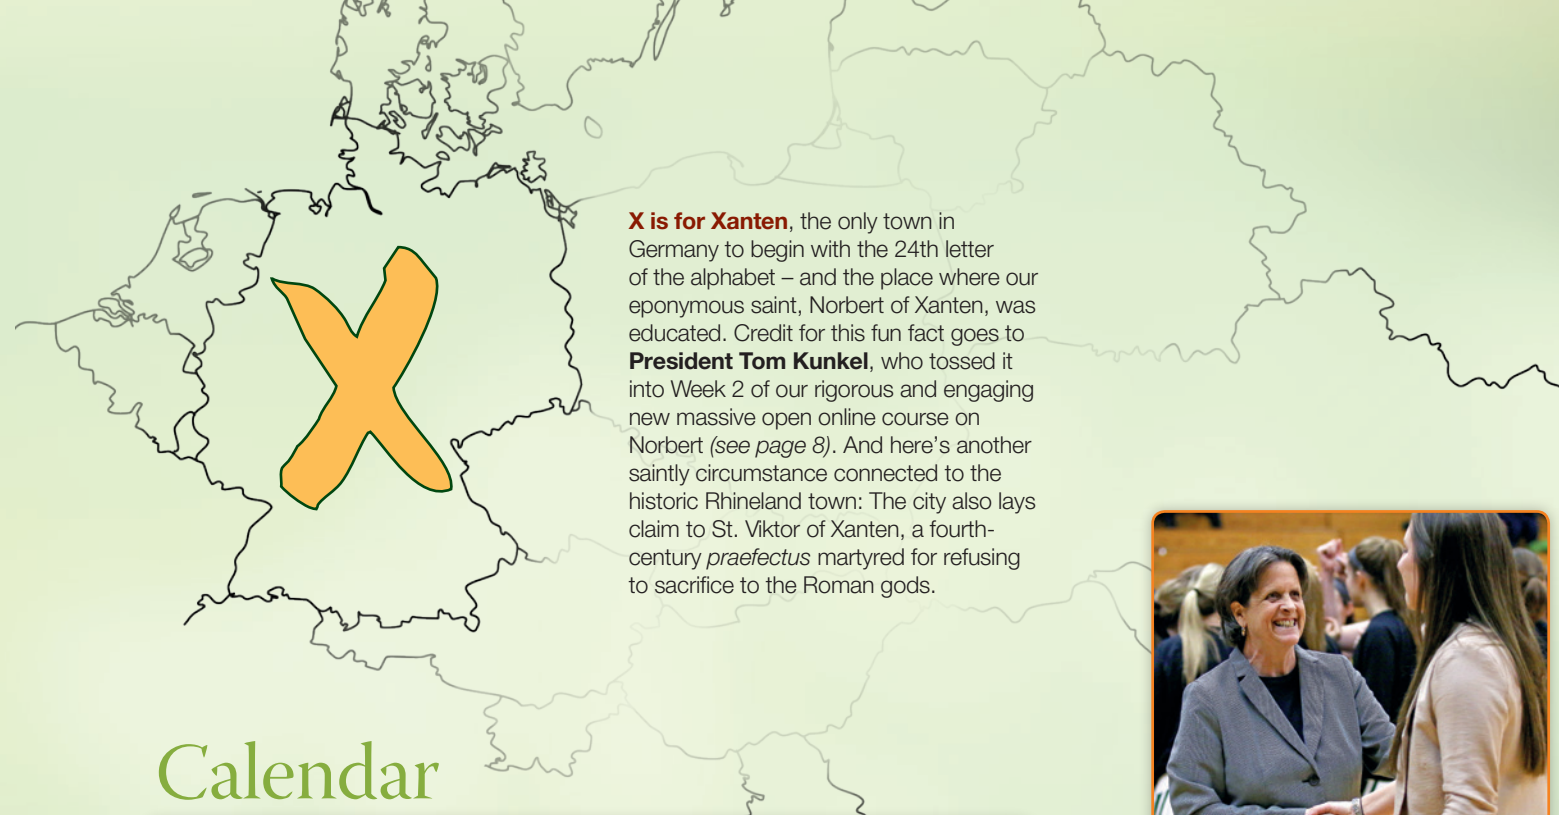 X
X is for Xanten, the only town in
Germany to begin with the 24th letter
of the alphabet – and the place where our
eponymous saint, Norbert of Xanten, was
educated. Credit for this fun fact goes to
President Tom Kunkel, who tossed it
into Week 2 of our rigorous and engaging
new massive open online course on
Norbert (see page 8). And here’s another
saintly circumstance connected to the
historic Rhineland town: The city also lays
claim to St. Viktor of Xanten, a fourth-
century praefectus martyred for refusing
to sacrifice to the Roman gods.
Calendar